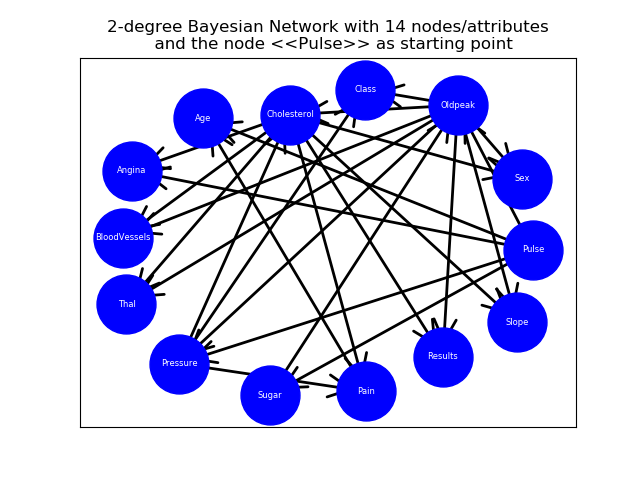 2-degree Bayesian Network with 14 nodes/attributes
and the node <<Pulse>> as starting point
Class
Oldpeak
Cholesterol
Age
Angina
Sex
BloodVessels
Pulse
Thal
Slope
Pressure
Results
Sugar
Pain